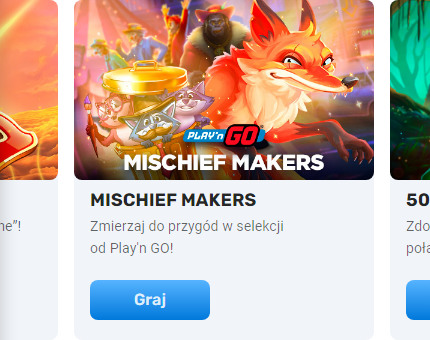 PLAY'n GO
MISCHIEF MAKERS
MISCHIEF MAKERS
Zmierzaj do przygód w selekcji
od Play'n GO!
Graj
ne”!
50
Zdo
poła